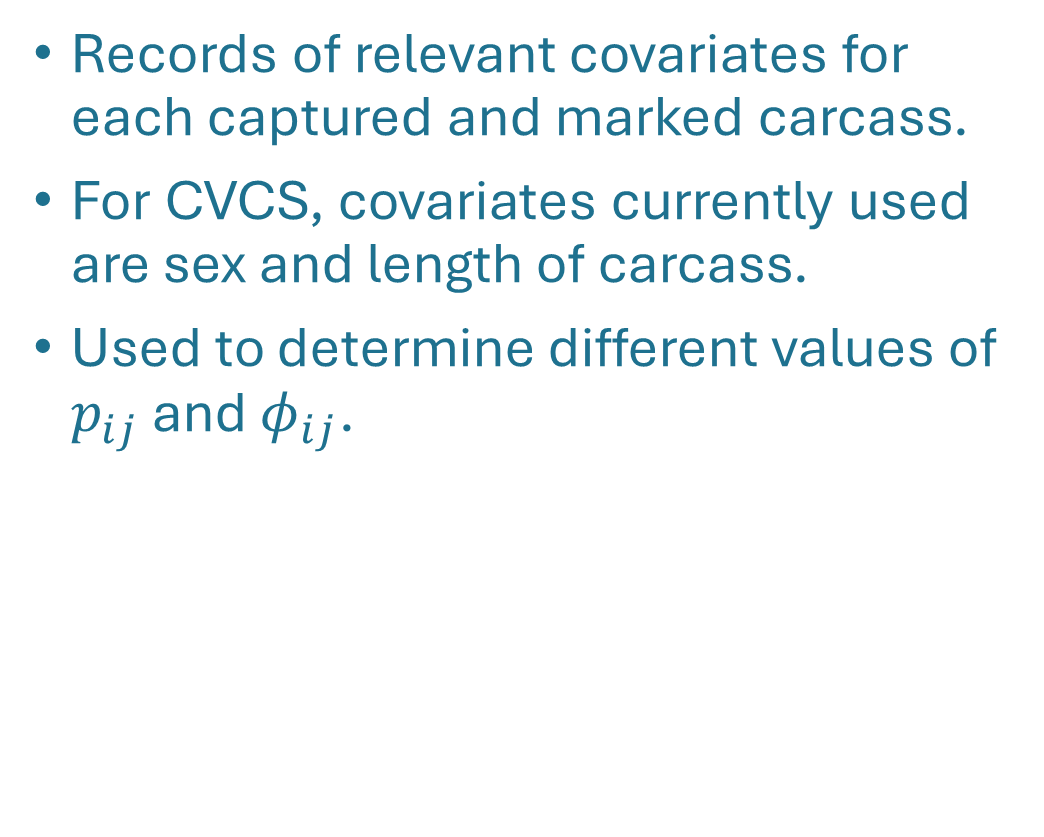 • Records of relevant covariates for
each captured and marked carcass.
• For CVCS, covariates currently used
are sex and length of carcass.
• Used to determine different values of
𝑝ᵢⱼ and 𝜙ᵢⱼ.